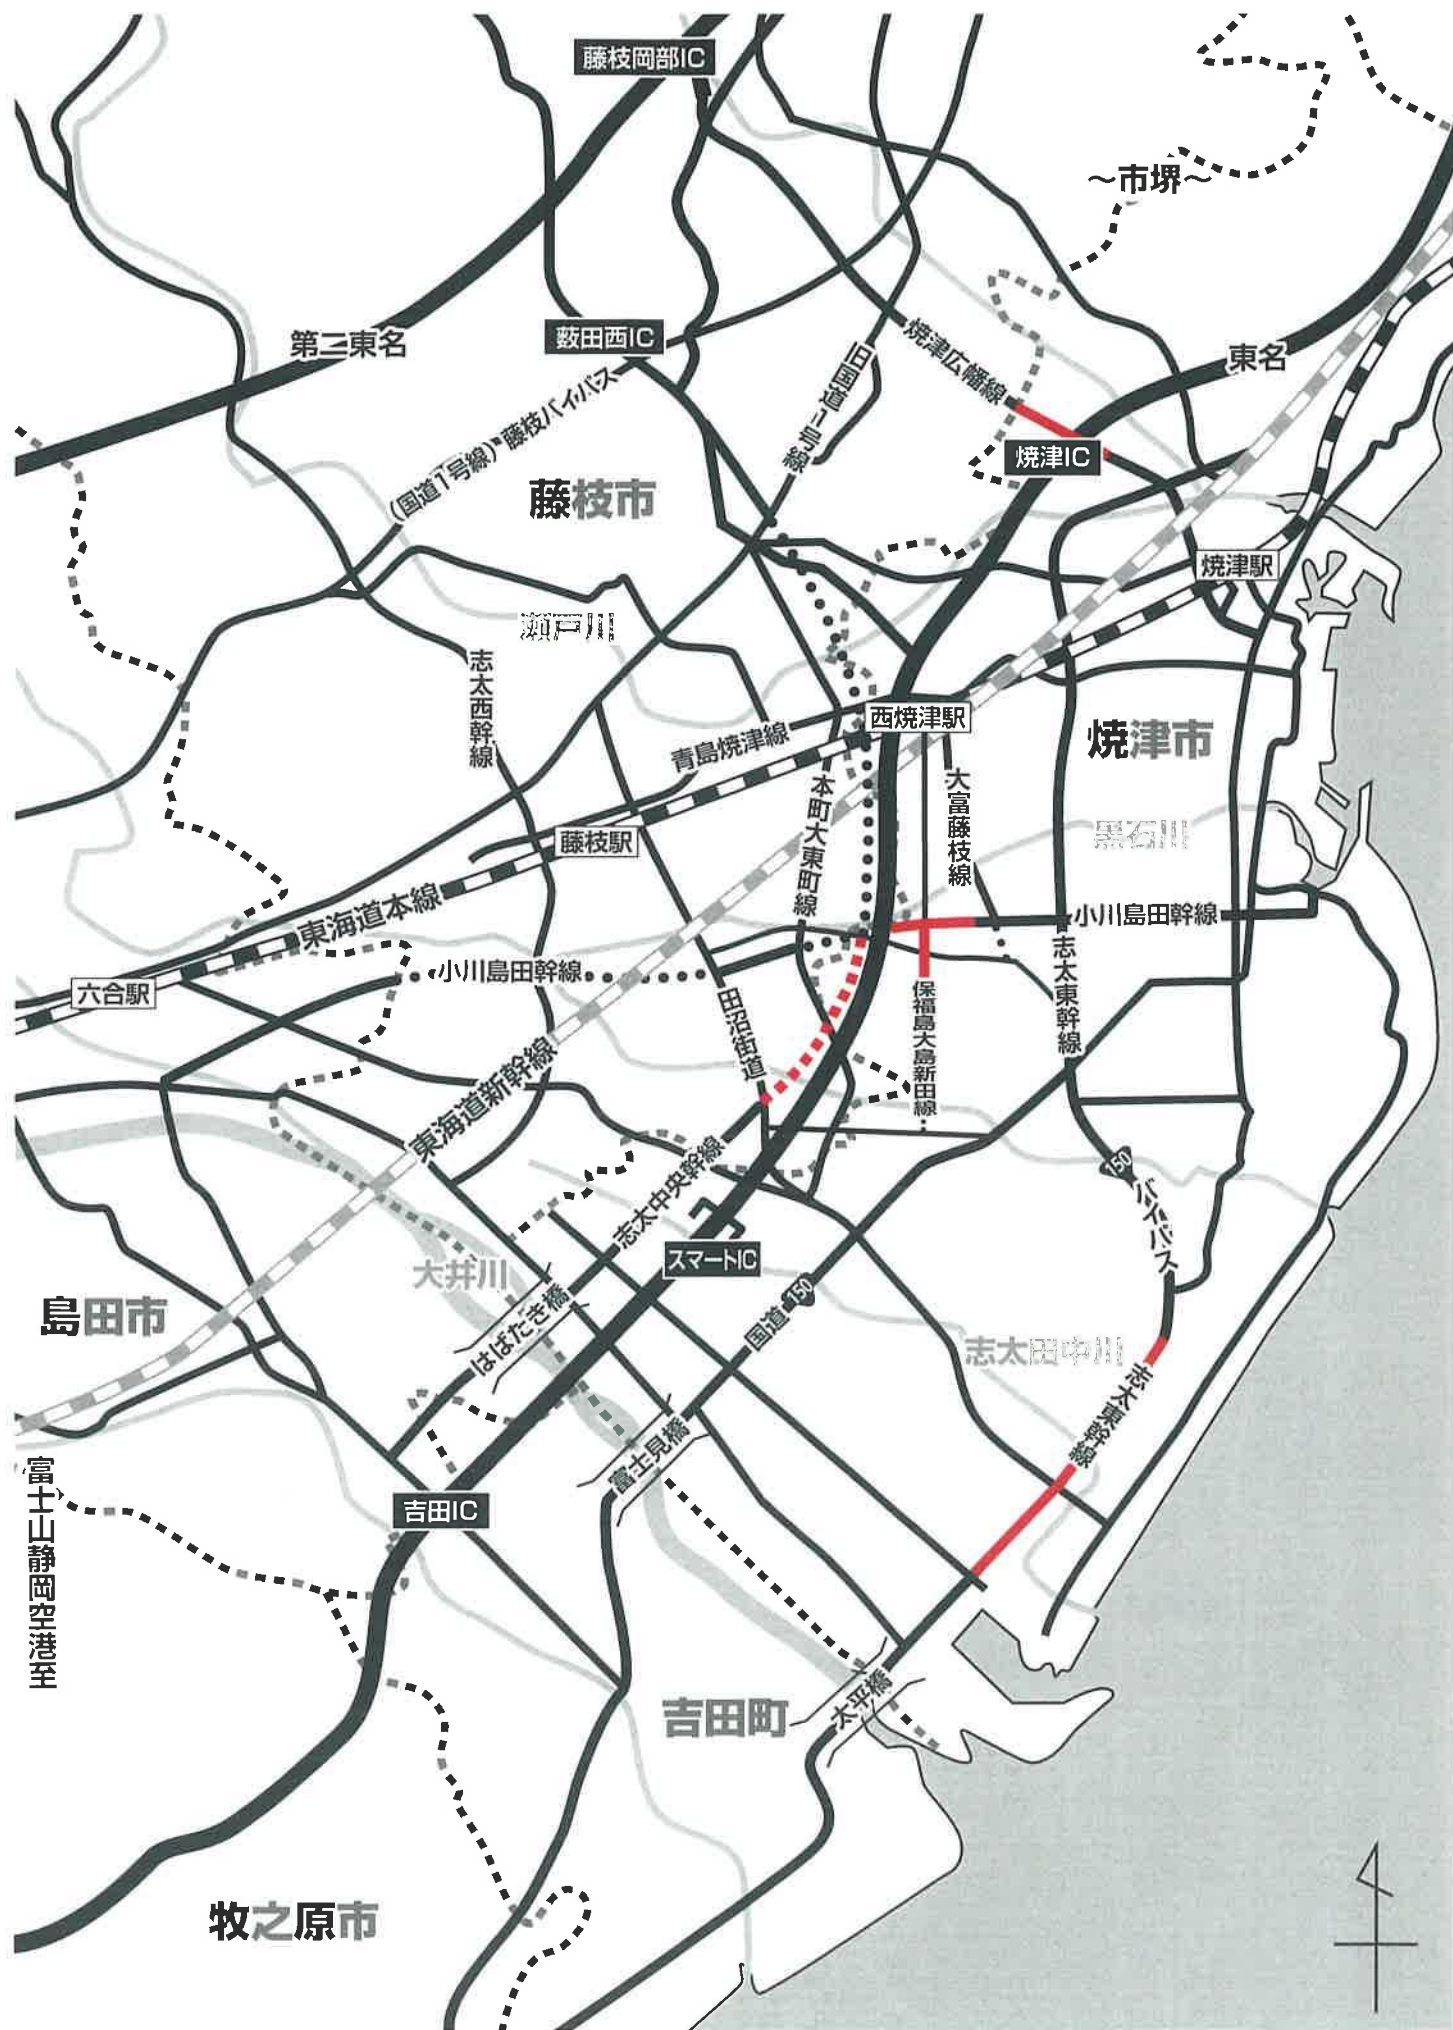 藤枝岡部IC
～市堺～
第二東名
薮田西IC
焼津広幡線
旧国道1号線
東名
(国道1号線)藤枝バイパス
焼津IC
藤枝市
焼津駅
瀬戸川
志太西幹線
西焼津駅
青島焼津線
焼津市
本町大東町線
大富藤枝線
黒石川
藤枝駅
東海道本線
小川島田幹線
小川島田幹線
六合駅
田沼街道
保福島大島新田線
志太東幹線
東海道新幹線
150
バイパス
志太中央幹線
スマートIC
大井川
はばたき橋
島田市
国道
150
志太田中川
志太東幹線
富士見橋
富士山静岡空港至
吉田IC
吉田町
太平橋
牧之原市